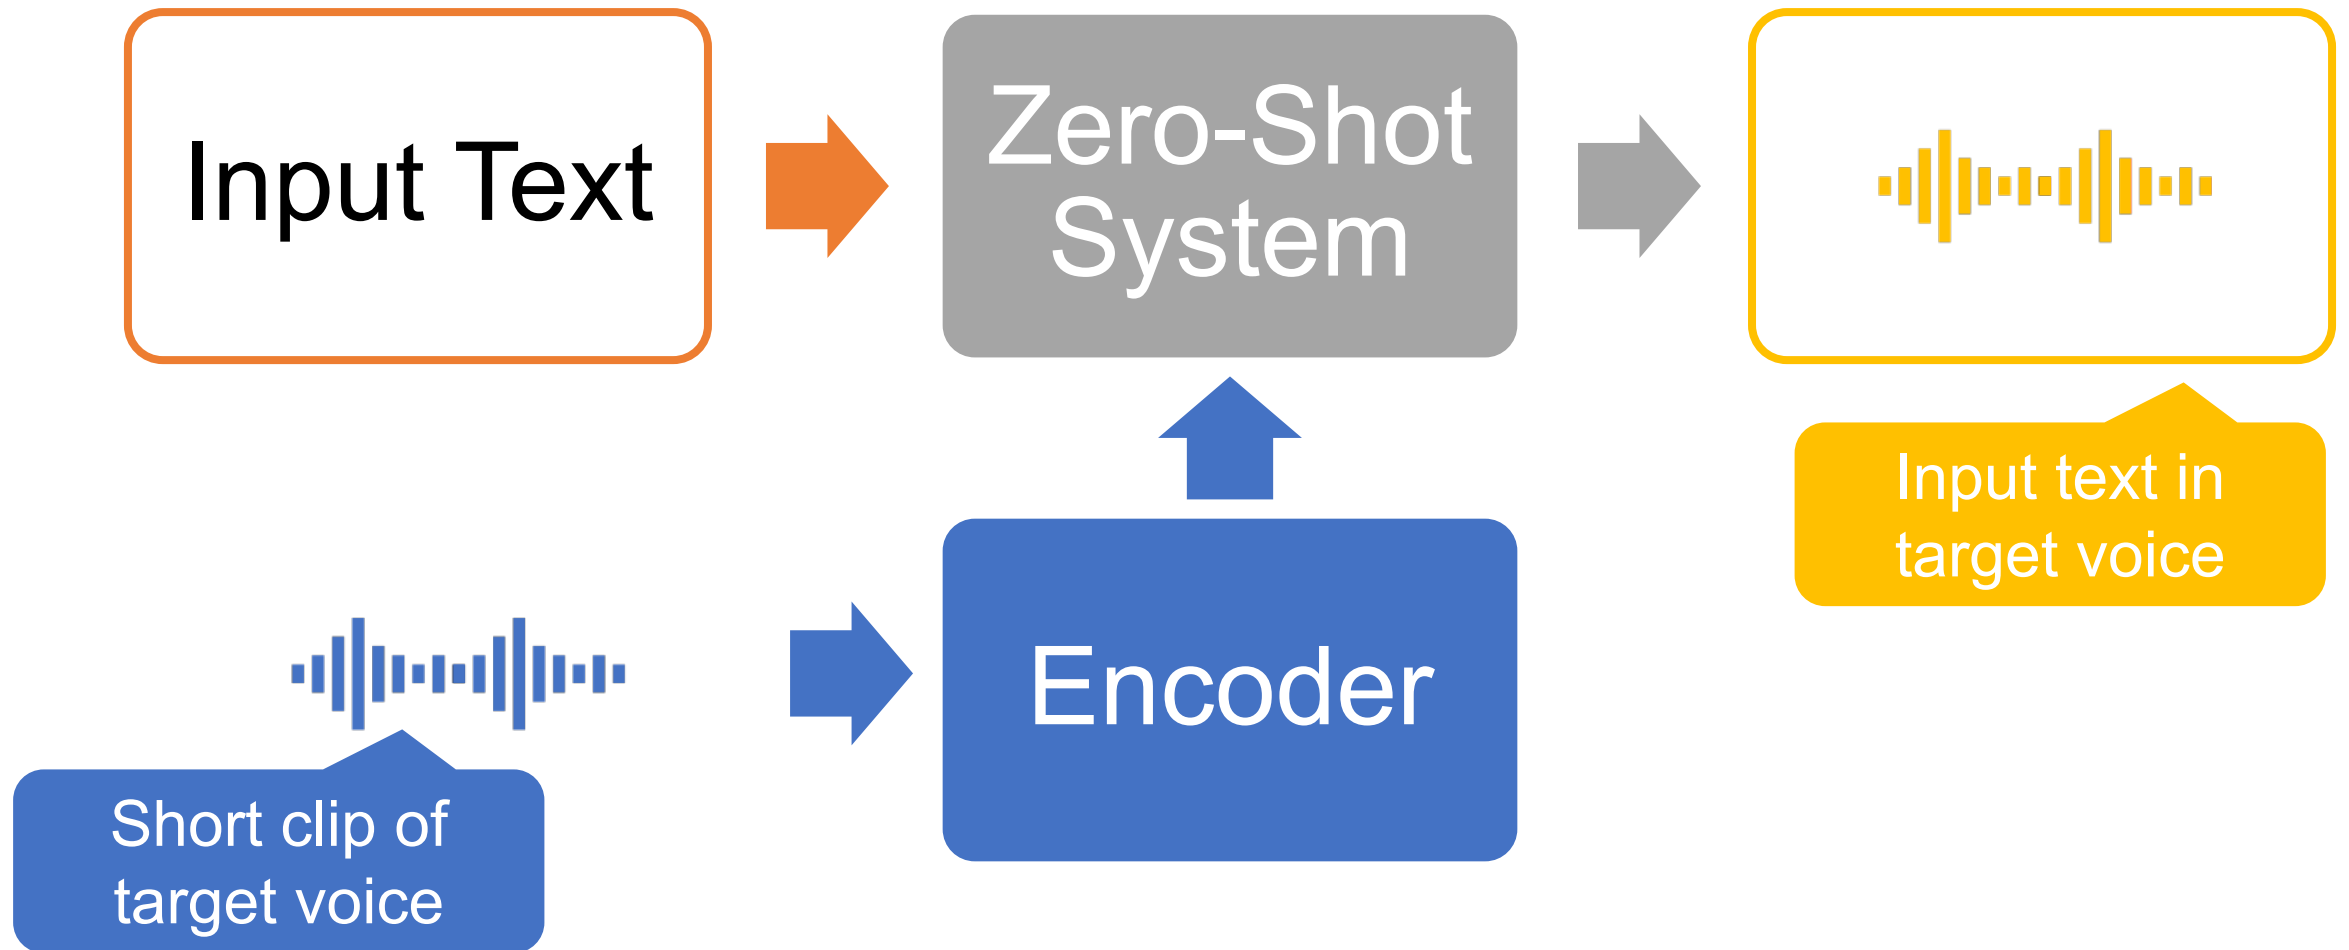 Input Text
Zero-Shot
System
Input text in
target voice
Encoder
Short clip of
target voice